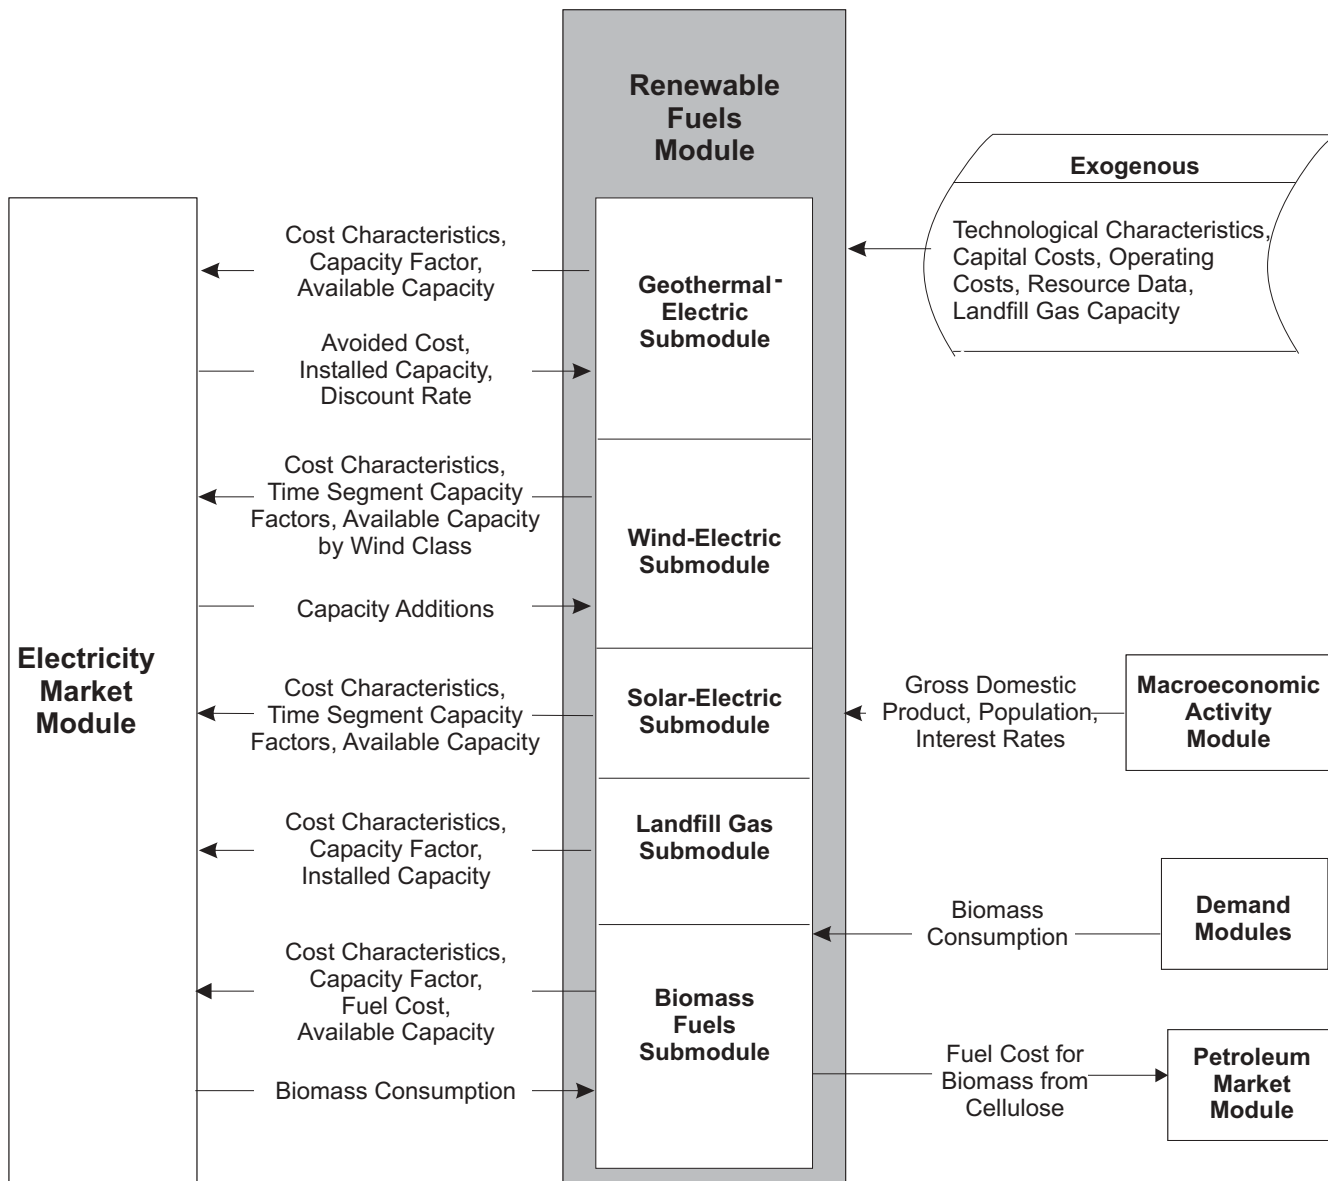 Renewable
Fuels
Module
Exogenous
Technological Characteristics,
Capital Costs, Operating
Costs, Resource Data,
Landfill Gas Capacity
Cost Characteristics,
Capacity Factor,
Available Capacity
Geothermal-
Electric
Submodule
Avoided Cost,
Installed Capacity,
Discount Rate
Cost Characteristics,
Time Segment Capacity
Factors, Available Capacity
by Wind Class
Wind-Electric
Submodule
Capacity Additions
Electricity
Market
Module
Cost Characteristics,
Time Segment Capacity
Factors, Available Capacity
Solar-Electric
Submodule
Gross Domestic
Product, Population,
Interest Rates
Macroeconomic
Activity
Module
Cost Characteristics,
Capacity Factor,
Installed Capacity
Landfill Gas
Submodule
Biomass
Consumption
Demand
Modules
Cost Characteristics,
Capacity Factor,
Fuel Cost,
Available Capacity
Biomass
Fuels
Submodule
Biomass Consumption
Fuel Cost for
Biomass from
Cellulose
Petroleum
Market
Module